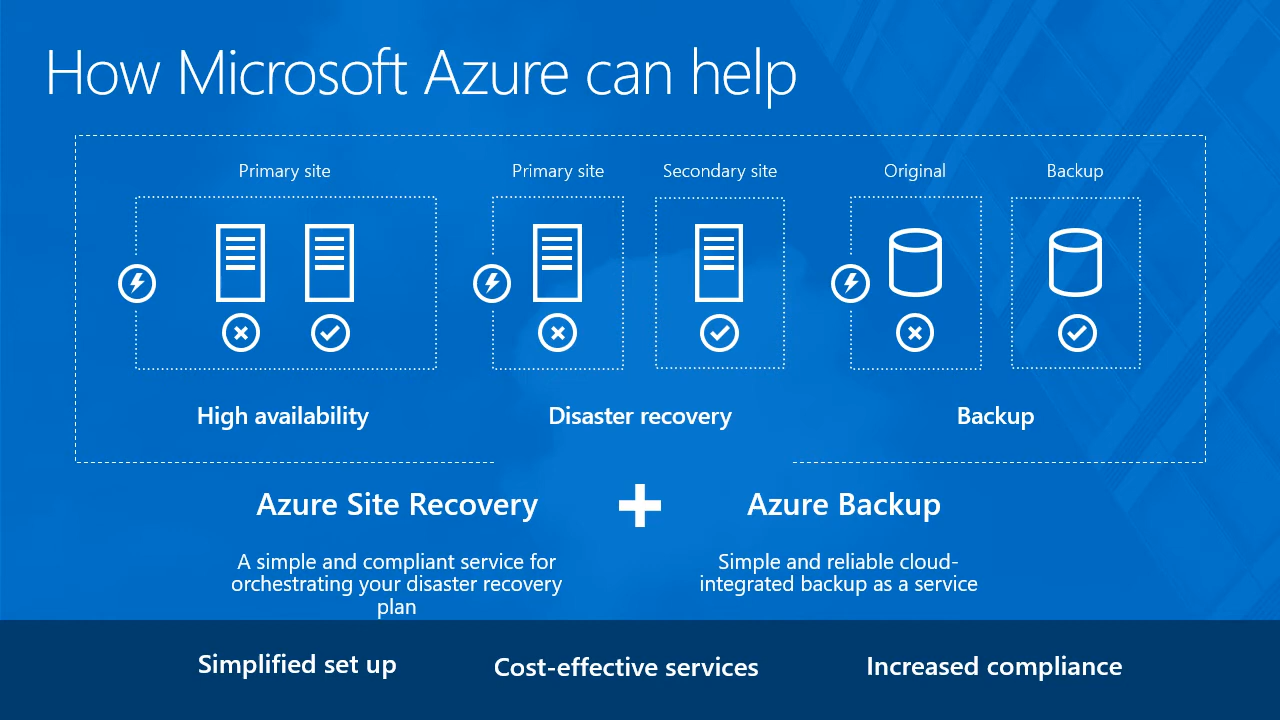 How Microsoft Azure can help
Primary site
Primary site
Secondary site
Original
Backup
High availability
Disaster recovery
Backup
Azure Site Recovery
Azure Backup
A simple and compliant service for
orchestrating your disaster recovery
plan
Simple and reliable cloud-
integrated backup as a service
Simplified set up
Cost-effective services
Increased compliance